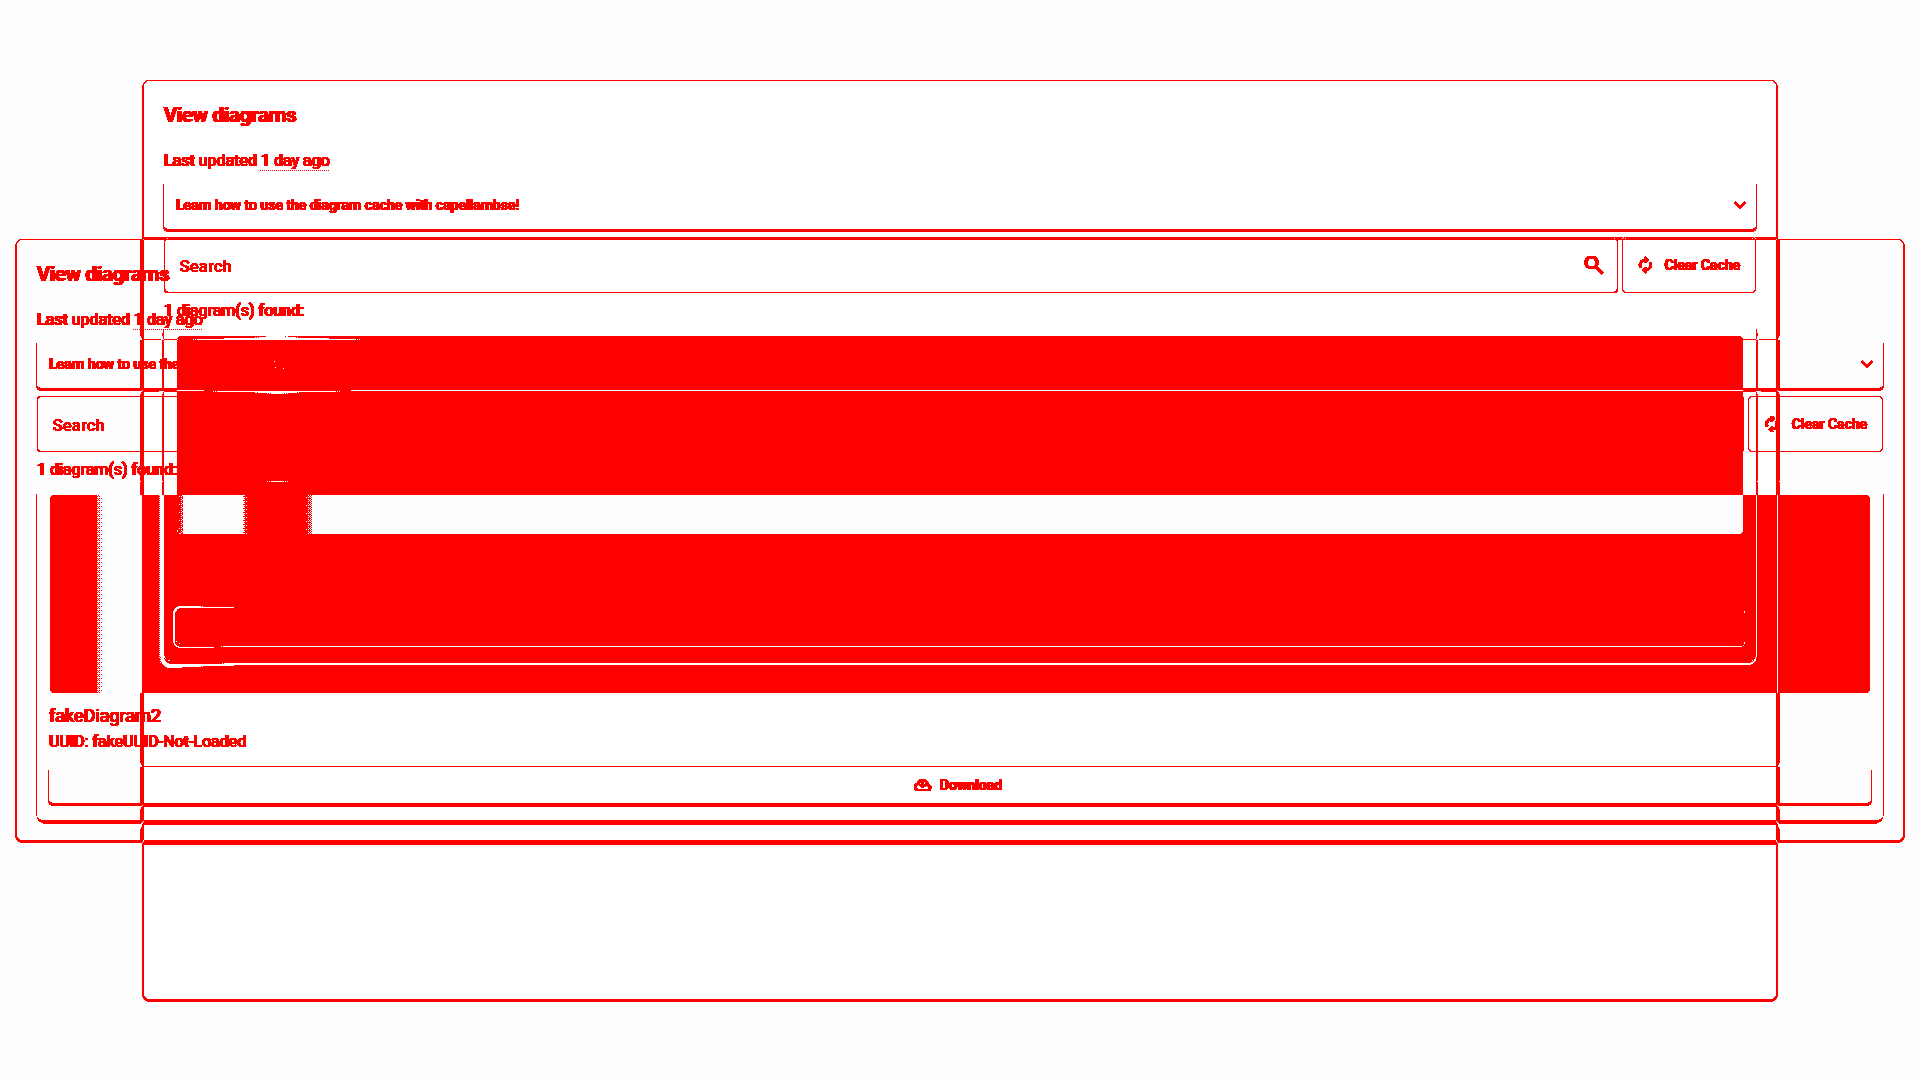 View diagrams
Last updated 1 day ago
Learn how to use the diagram cache with capellambse!
Search
Clear Cache
1 diagram(s) found:
View diagrams
Last updated 1 day ago
Learn how to use the
Search
Clear Cache
1 diagram(s) found:
fakeDiagram2
UUID: fakeUUID-Not-Loaded
Download